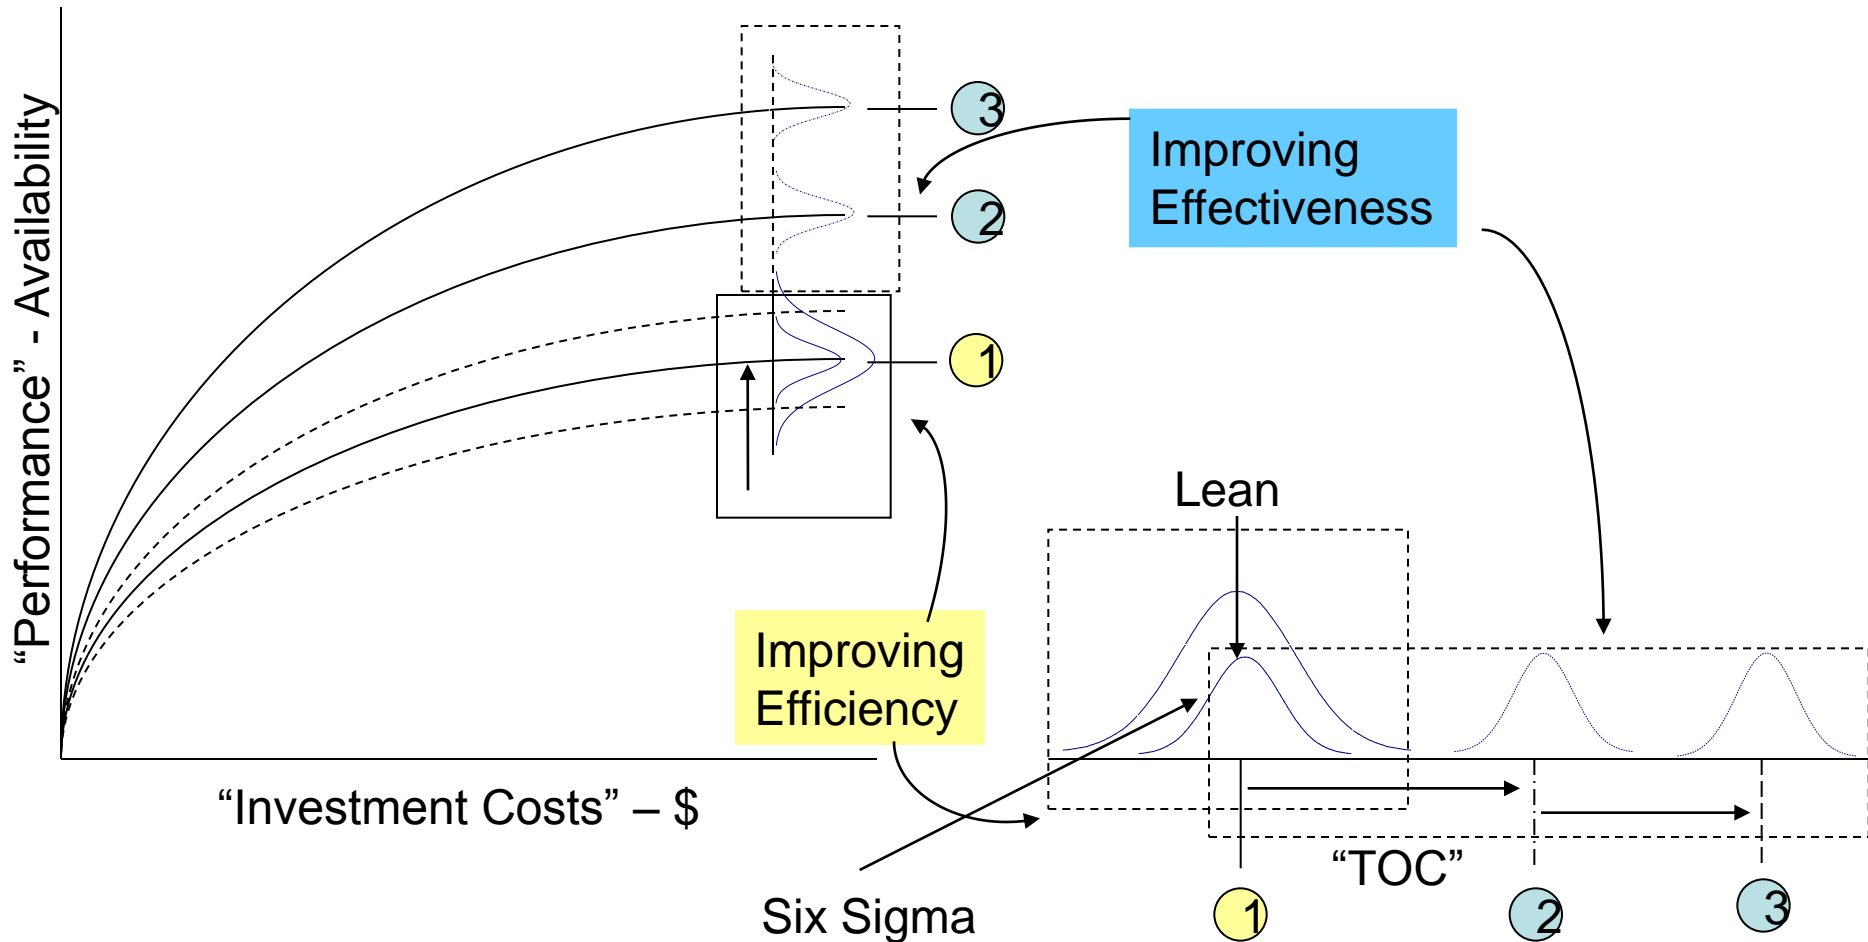 “Performance” - Availability
3
2
1
Improving
Effectiveness
Lean
Improving
Efficiency
“Investment Costs” – $
“TOC”
Six Sigma
1
2
3